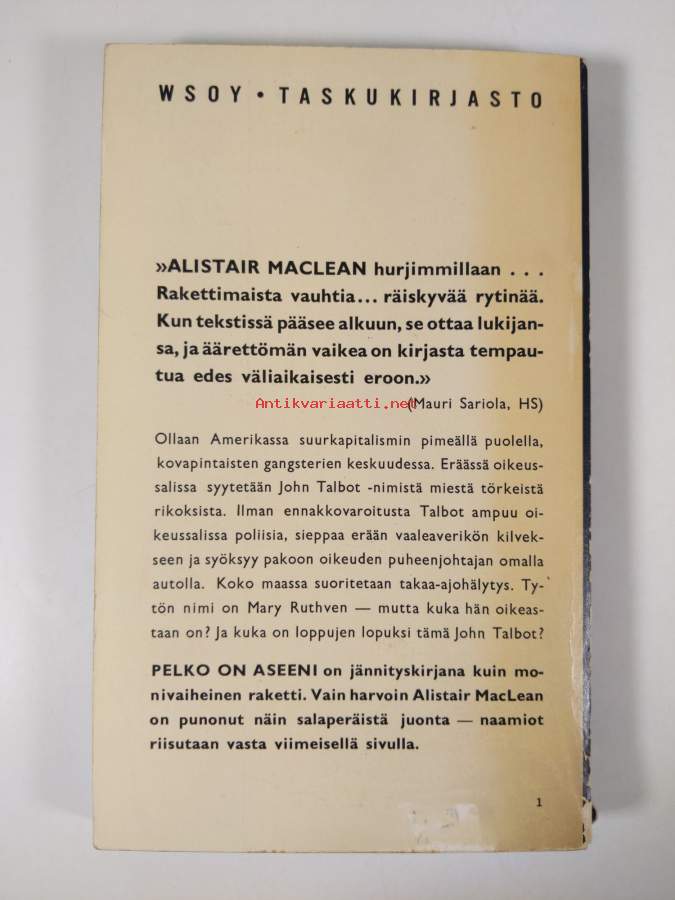 WSOY • TASKUKIRJASTO
»ALISTAIR MACLEAN hurjimmillaan . . .
Rakettimaista vauhtia... räiskyvää rytinää.
Kun tekstissä pääsee alkuun, se ottaa lukijan-
sa, ja äärettömän vaikea on kirjasta tempau-
tua edes väliaikaisesti eroon.»
Antikvariaatti.net
(Mauri Sariola, HS)
Ollaan Amerikassa suurkapitalismin pimeällä puolella,
kovapintaisten gangsterien keskuudessa. Eräässä oikeus-
salissa syytetään John Talbot -nimistä miestä törkeistä
rikoksista. Ilman ennakkovaroitusta Talbot ampuu oi-
keussalissa poliisia, sieppaa erään vaaleaverikön kilvek-
seen ja syöksyy pakoon oikeuden puheenjohtajan omalla
autolla. Koko maassa suoritetaan takaa-ajohälytys. Ty-
tön nimi on Mary Ruthven — mutta kuka hän oikeas-
taan on? Ja kuka on loppujen lopuksi tämä John Talbot?
PELKO ON ASEENI on jännityskirjana kuin mo-
nivaiheinen raketti. Vain harvoin Alistair MacLean
on punonut näin salaperäistä juonta — naamiot
riisutaan vasta viimeisellä sivulla.
1